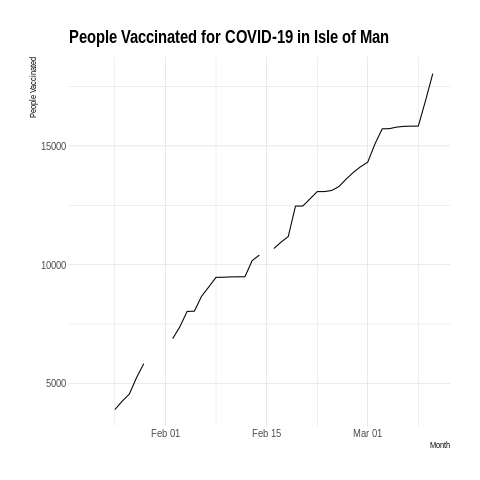 People Vaccinated for COVID-19 in Isle of Man
People Vaccinated
15000
10000
5000
Feb 01 Feb 15 Mar 01
Month